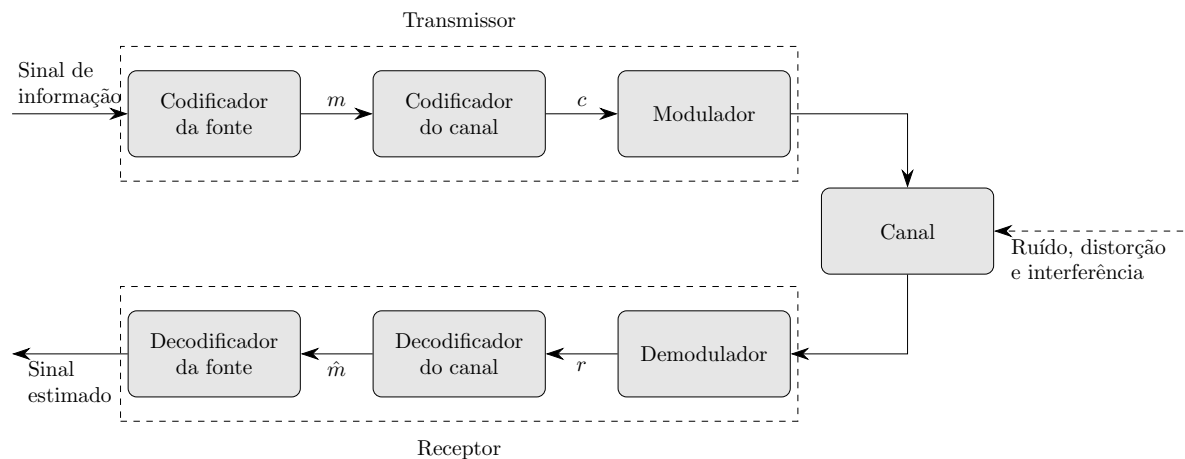 Transmissor
Sinal de
informação
Codificador
da fonte
m
Codificador
do canal
c
Modulador
Canal
Ruído, distorção
e interferência
Demodulador
r
Decodificador
do canal
m̂
Decodificador
da fonte
Sinal
estimado
Receptor